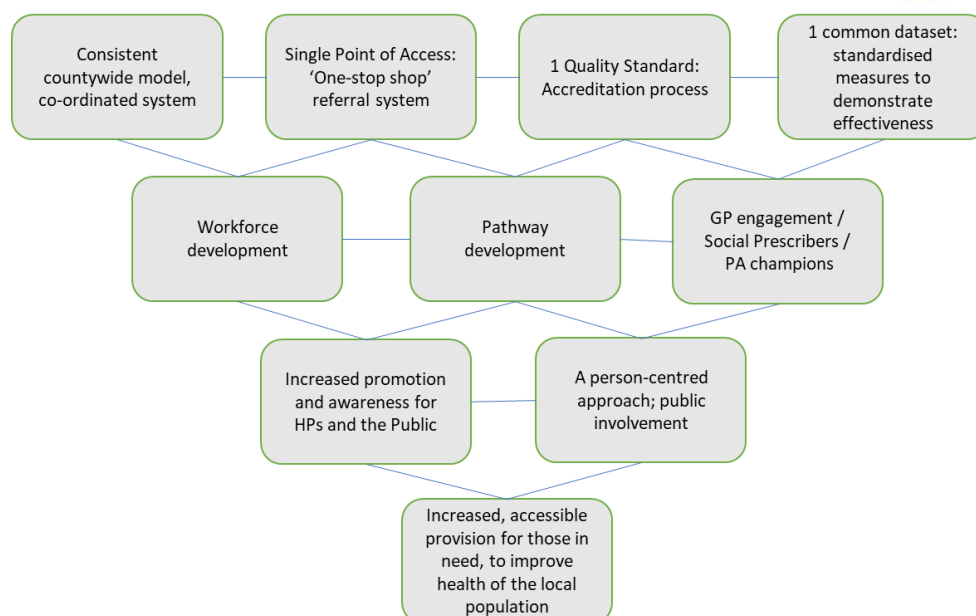 Consistent
countywide model,
co-ordinated system
Single Point of Access:
‘One-stop shop’
referral system
1 Quality Standard:
Accreditation process
1 common dataset:
standardised
measures to
demonstrate
effectiveness
Workforce
development
Pathway
development
GP engagement /
Social Prescribers /
PA champions
Increased promotion
and awareness for
HPs and the Public
A person-centred
approach; public
involvement
Increased, accessible
provision for those in
need, to improve
health of the local
population